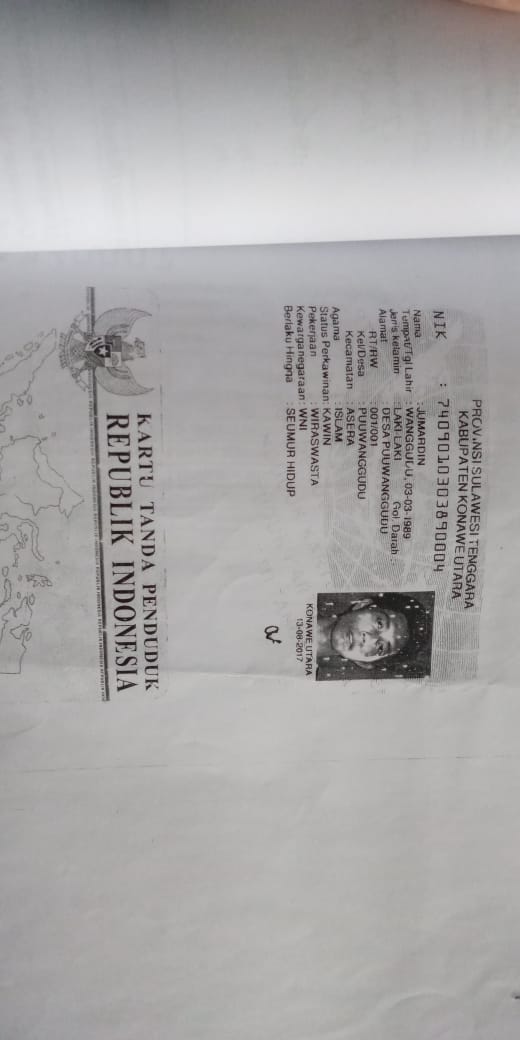 PROVINSI SULAWESI TENGGARA
KABUPATEN KONAWE UTARA
NIK : 7409010303890004
Nama : JUMARDIN
Tempat/Tgl Lahir : WANGGUDU, 03-03-1989
Jenis kelamin : LAKI-LAKI Gol. Darah : -
Alamat : DESA PUUWANGGUDU
RT/RW : 001/001
Kel/Desa : PUUWANGGUDU
Kecamatan : ASERA
Agama : ISLAM
Status Perkawinan: KAWIN
Pekerjaan : WIRASWASTA
Kewarganegaraan: WNI
Berlaku Hingga : SEUMUR HIDUP
KONAWE UTARA
13-08-2017
KARTU TANDA PENDUDUK
REPUBLIK INDONESIA